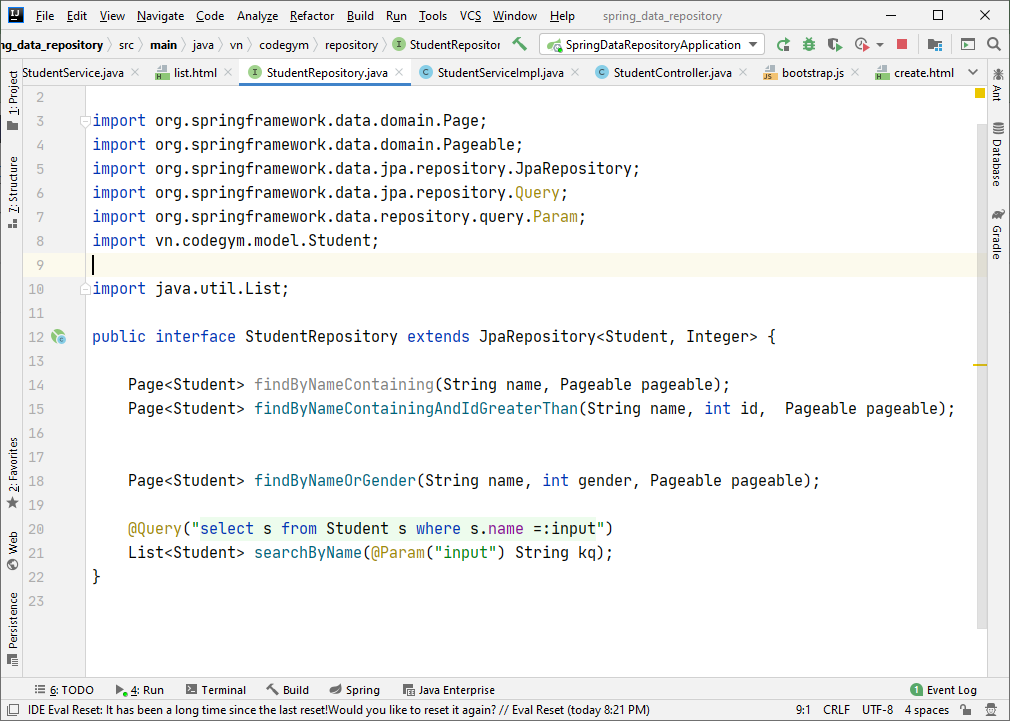 File Edit View Navigate Code Analyze Refactor Build Run Tools VCS Window Help spring_data_repository
ng_data_repository src main java vn codegym repository I StudentRepositor SpringDataRepositoryApplication
StudentService.java list.html StudentRepository.java StudentServiceImpl.java StudentController.java bootstrap.js create.html
1: Project
7: Structure
2: Favorites
Web
Persistence
2
3 import org.springframework.data.domain.Page;
4 import org.springframework.data.domain.Pageable;
5 import org.springframework.data.jpa.repository.JpaRepository;
6 import org.springframework.data.jpa.repository.Query;
7 import org.springframework.data.repository.query.Param;
8 import vn.codegym.model.Student;
9
10 import java.util.List;
11
12 public interface StudentRepository extends JpaRepository<Student, Integer> {
13
14 Page<Student> findByNameContaining(String name, Pageable pageable);
15 Page<Student> findByNameContainingAndIdGreaterThan(String name, int id,  Pageable pageable);
16
17
18 Page<Student> findByNameOrGender(String name, int gender, Pageable pageable);
19
20 @Query("select s from Student s where s.name =:input")
21 List<Student> searchByName(@Param("input") String kq);
22 }
23
Ant
Database
Gradle
6: TODO 4: Run Terminal Build Spring Java Enterprise 1 Event Log
IDE Eval Reset: It has been a long time since the last reset!Would you like to reset it again? // Eval Reset (today 8:21 PM) 9:1 CRLF UTF-8 4 spaces